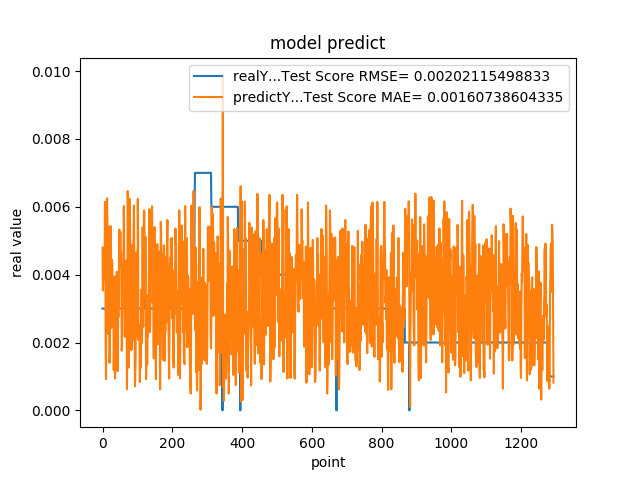 model predict
realY...Test Score RMSE= 0.00202115498833
predictY...Test Score MAE= 0.00160738604335
0.010
0.008
0.006
0.004
0.002
0.000
real value
0 200 400 600 800 1000 1200
point